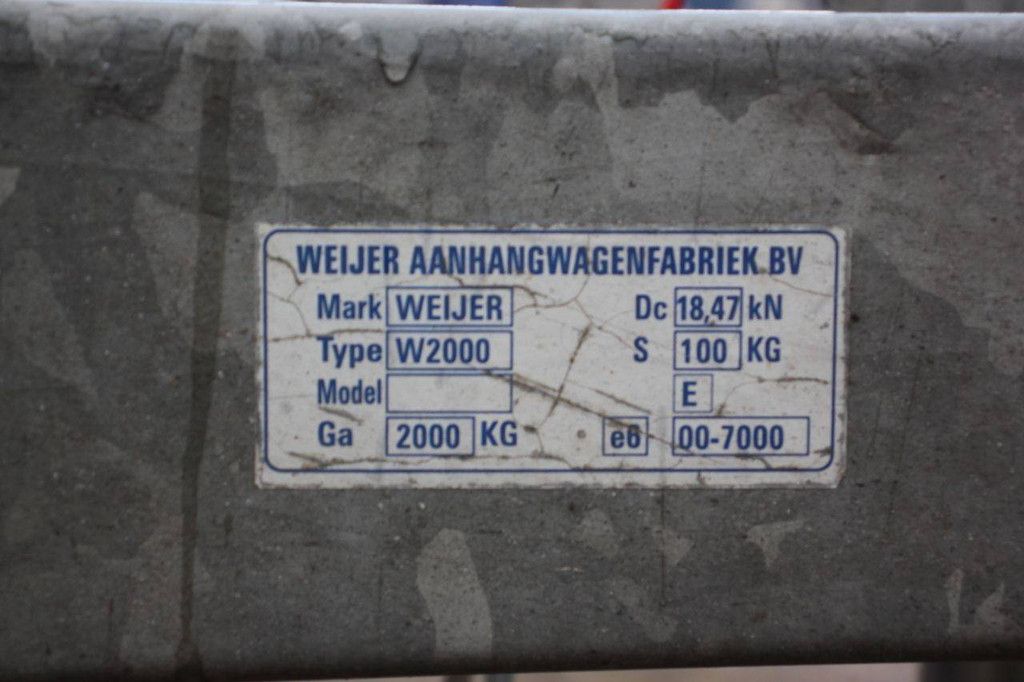 WEIJER AANHANGWAGENFABRIEK BV
Mark WEIJER Dc 18,47 kN
Type W2000 S 100 KG
Model E
Ga 2000 KG e6 00-7000